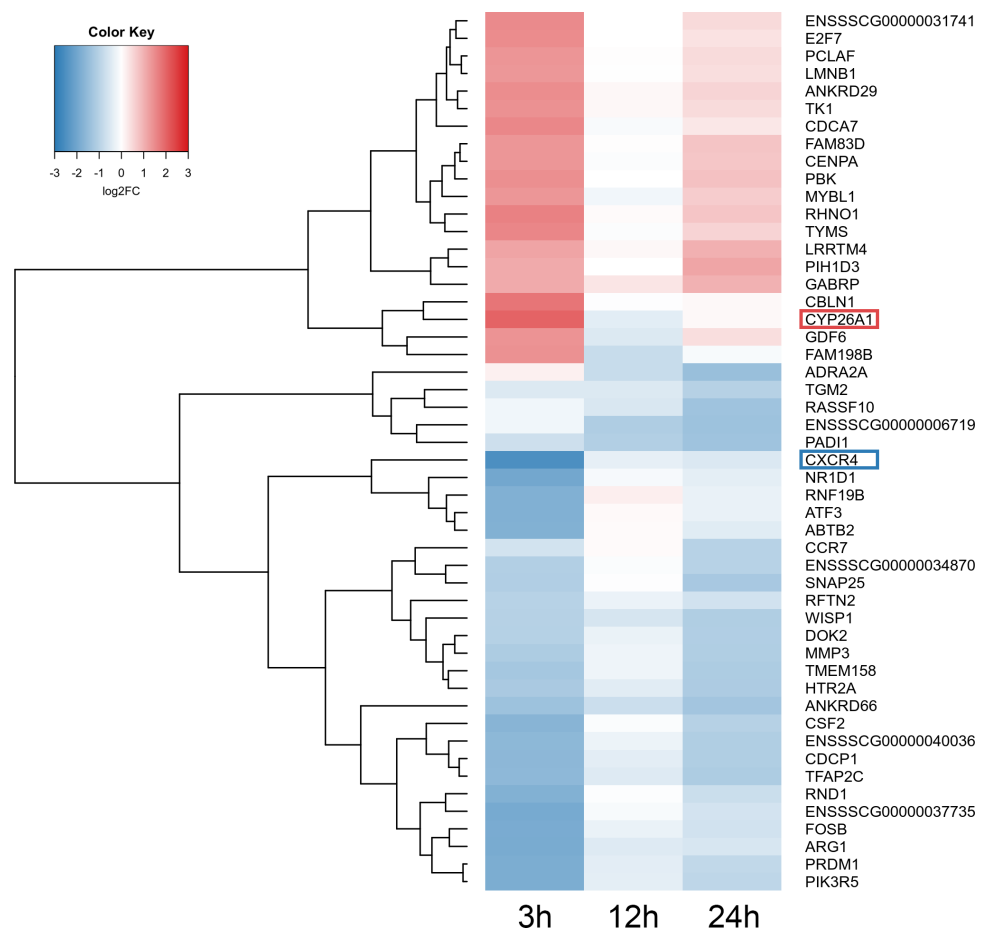 Color Key
-3 -2 -1 0 1 2 3
log2FC
ENSSSCG00000031741
E2F7
PCLAF
LMNB1
ANKRD29
TK1
CDCA7
FAM83D
CENPA
PBK
MYBL1
RHNO1
TYMS
LRRTM4
PIH1D3
GABRP
CBLN1
CYP26A1
GDF6
FAM198B
ADRA2A
TGM2
RASSF10
ENSSSCG00000006719
PADI1
CXCR4
NR1D1
RNF19B
ATF3
ABTB2
CCR7
ENSSSCG00000034870
SNAP25
RFTN2
WISP1
DOK2
MMP3
TMEM158
HTR2A
ANKRD66
CSF2
ENSSSCG00000040036
CDCP1
TFAP2C
RND1
ENSSSCG00000037735
FOSB
ARG1
PRDM1
PIK3R5
3h 12h 24h